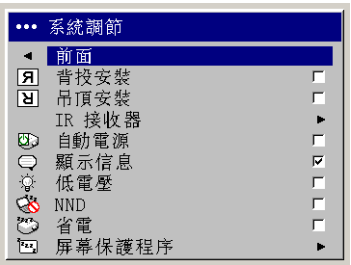 ••• 系統調節
前面
背投安裝
吊頂安裝
IR 接收器
自動電源
顯示信息
低電壓
NND
省電
屏幕保護程序